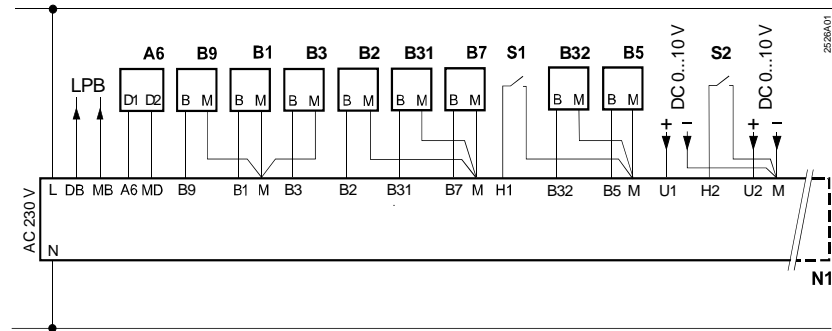 2526A01
A6 B9 B1 B3 B2 B31 B7 S1 B32 B5 DC 0...10 V S2 DC 0...10 V
LPB
D1 D2 B M B M B M B M B M B M B M B M
+ − + −
L DB MB A6 MD B9 B1 M B3 B2 B31 B7 M H1 B32 B5 M U1 H2 U2 M
AC 230 V
N
N1